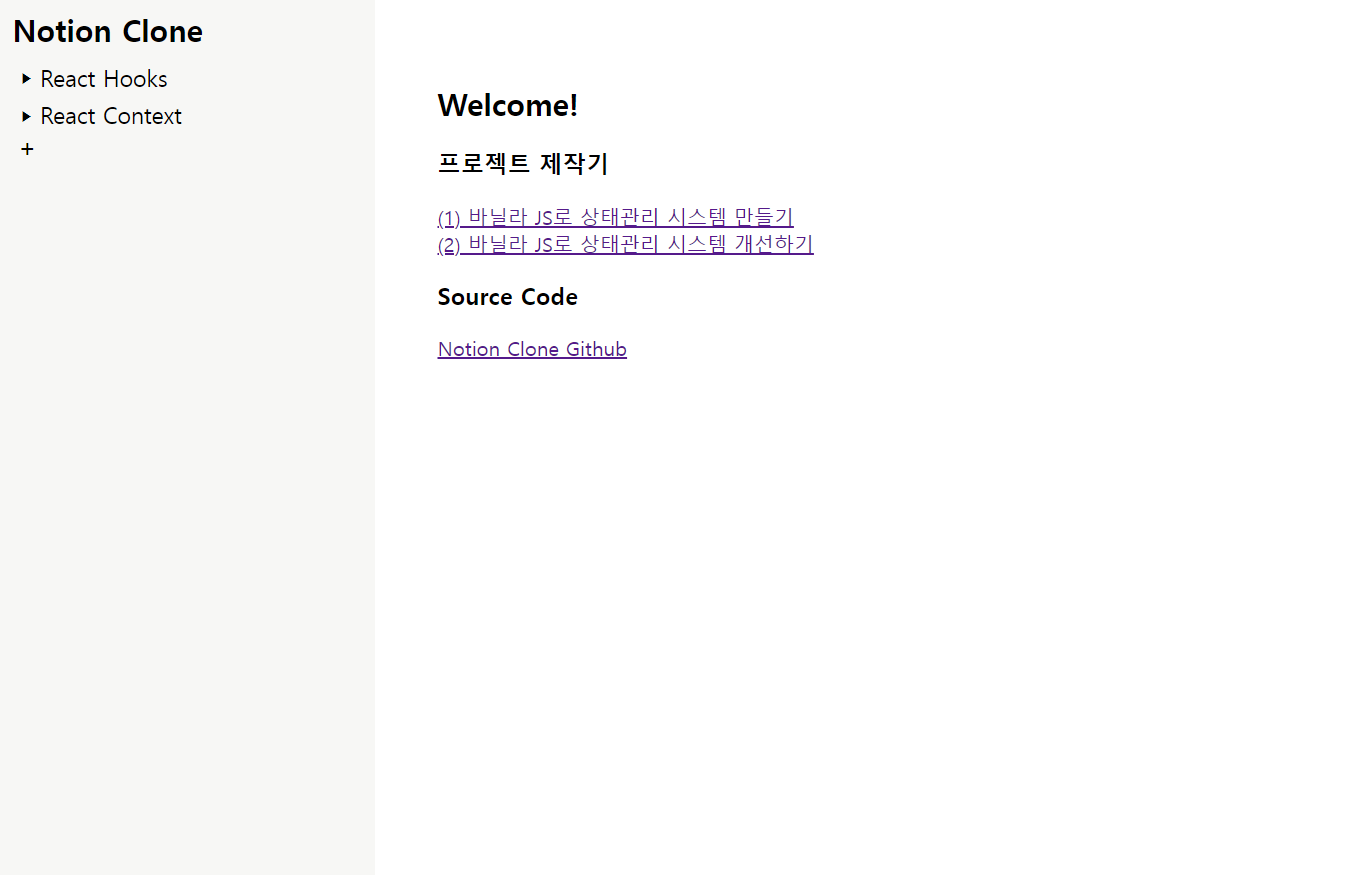 Notion Clone
React Hooks
React Context
+
Welcome!
프로젝트 제작기
(1) 바닐라 JS로 상태관리 시스템 만들기
(2) 바닐라 JS로 상태관리 시스템 개선하기
Source Code
Notion Clone Github